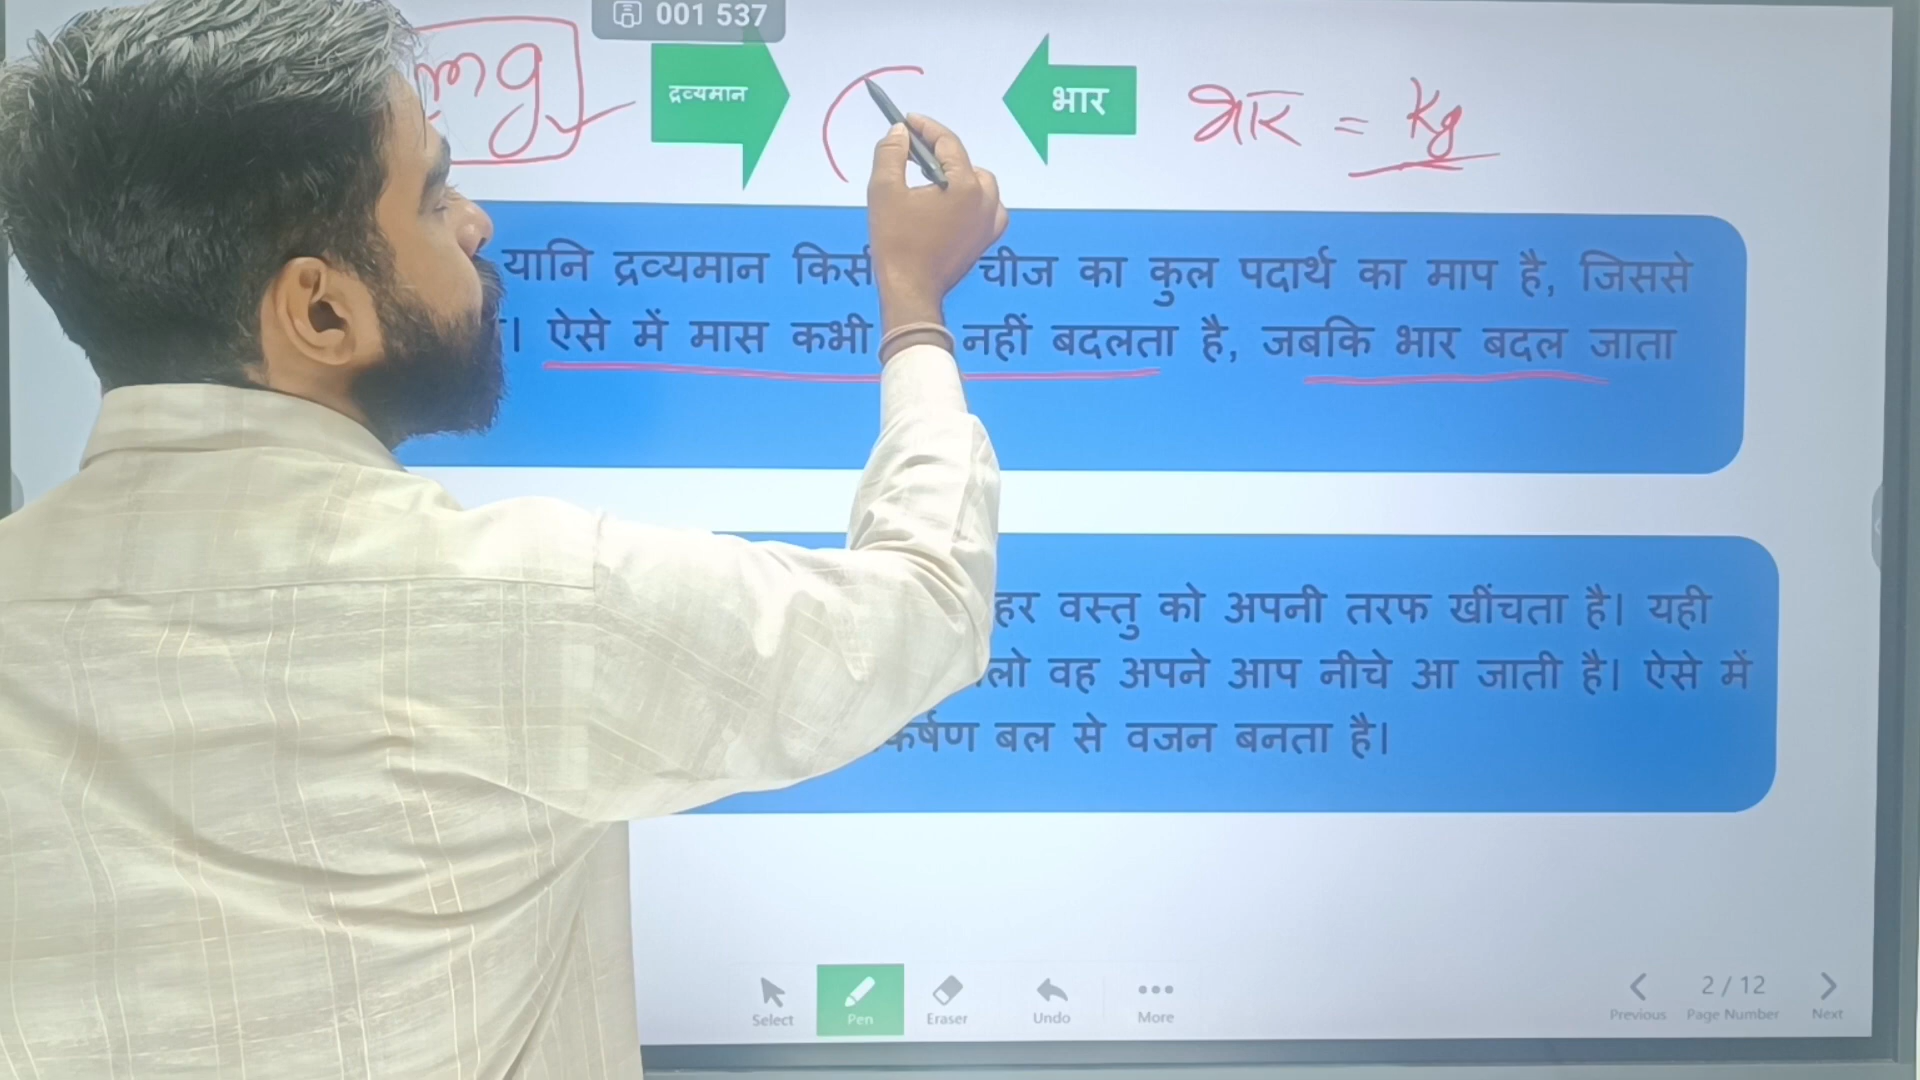 001 537
mg
द्रव्यमान
भार
भार = Kg
यानि द्रव्यमान चीज का कुल पदार्थ का माप है, जिससे
। ऐसे में मास कभी नहीं बदलता है, जबकि भार बदल जाता
हर वस्तु को अपनी तरफ खींचता है। यही
वह अपने आप नीचे आ जाती है। ऐसे में
बल से वजन बनता है।
Select
Pen
Eraser
Undo
More
Previous
2 / 12
Page Number
Next